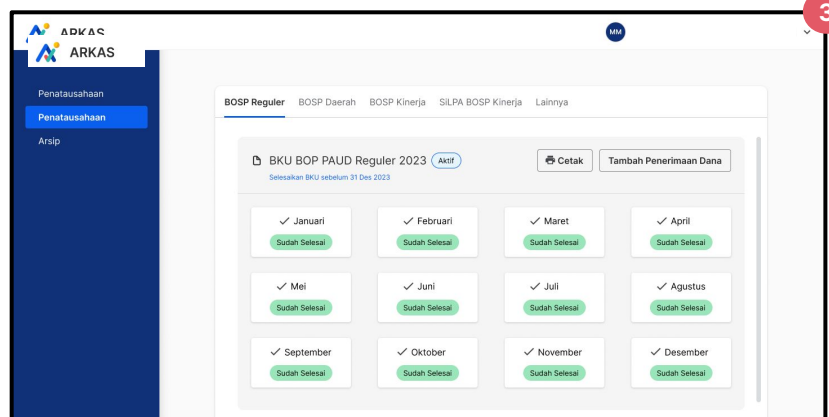 3
ARKAS
MM
ARKAS
Penatausahaan
Penatausahaan
Arsip
BOSP Reguler BOSP Daerah BOSP Kinerja SiLPA BOSP Kinerja Lainnya
BKU BOP PAUD Reguler 2023 Aktif Cetak Tambah Penerimaan Dana
Selesaikan BKU sebelum 31 Des 2023
Januari Februari Maret April
Sudah Selesai Sudah Selesai Sudah Selesai Sudah Selesai
Mei Juni Juli Agustus
Sudah Selesai Sudah Selesai Sudah Selesai Sudah Selesai
September Oktober November Desember
Sudah Selesai Sudah Selesai Sudah Selesai Sudah Selesai